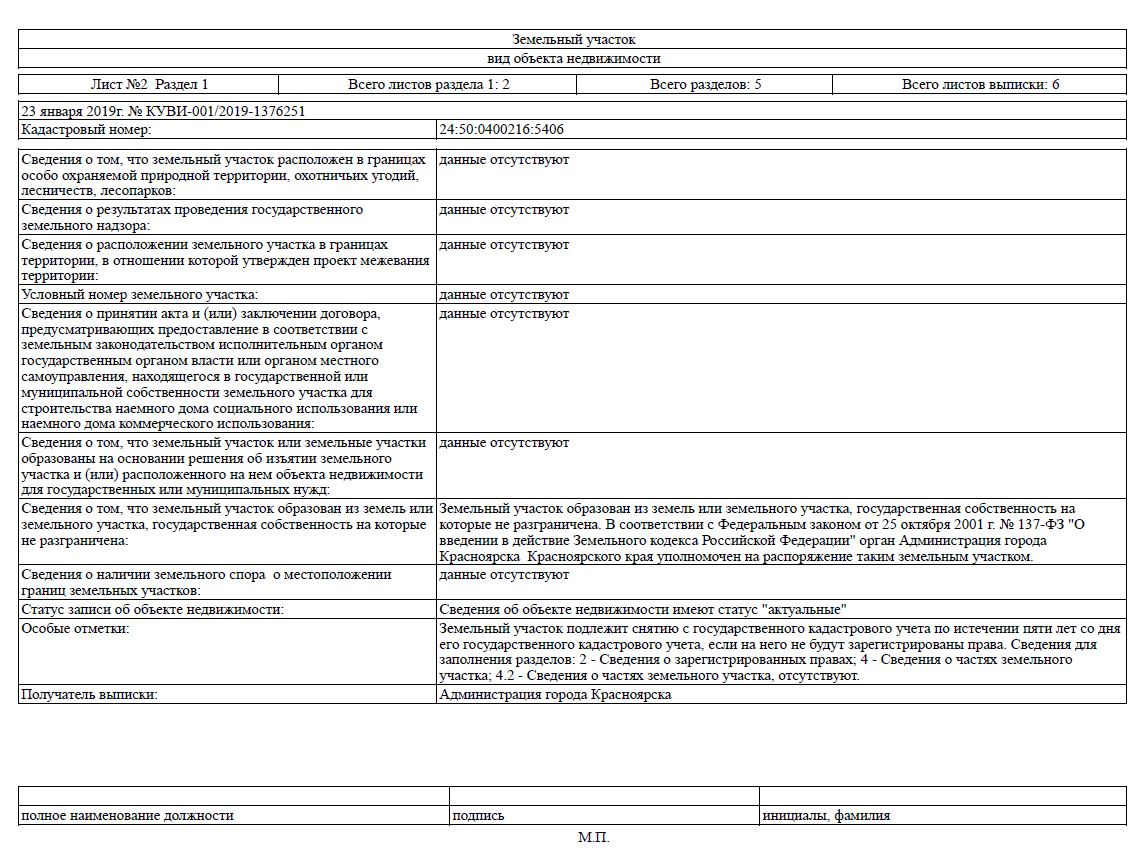 Земельный участок
вид объекта недвижимости
Лист №2 Раздел 1
Всего листов раздела 1: 2
Всего разделов: 5
Всего листов выписки: 6
23 января 2019г. № КУВИ-001/2019-1376251
Кадастровый номер:
24:50:0400216:5406
Сведения о том, что земельный участок расположен в границах
особо охраняемой природной территории, охотничьих угодий,
лесничеств, лесопарков:
данные отсутствуют
Сведения о результатах проведения государственного
земельного надзора:
данные отсутствуют
Сведения о расположении земельного участка в границах
территории, в отношении которой утвержден проект межевания
территории:
данные отсутствуют
Условный номер земельного участка:
данные отсутствуют
Сведения о принятии акта и (или) заключении договора,
предусматривающих предоставление в соответствии с
земельным законодательством исполнительным органом
государственным органом власти или органом местного
самоуправления, находящегося в государственной или
муниципальной собственности земельного участка для
строительства наемного дома социального использования или
наемного дома коммерческого использования:
данные отсутствуют
Сведения о том, что земельный участок или земельные участки
образованы на основании решения об изъятии земельного
участка и (или) расположенного на нем объекта недвижимости
для государственных или муниципальных нужд:
данные отсутствуют
Сведения о том, что земельный участок образован из земель или
земельного участка, государственная собственность на которые
не разграничена:
Земельный участок образован из земель или земельного участка, государственная собственность на
которые не разграничена. В соответствии с Федеральным законом от 25 октября 2001 г. № 137-ФЗ "О
введении в действие Земельного кодекса Российской Федерации" орган Администрация города
Красноярска Красноярского края уполномочен на распоряжение таким земельным участком.
Сведения о наличии земельного спора о местоположении
границ земельных участков:
данные отсутствуют
Статус записи об объекте недвижимости:
Сведения об объекте недвижимости имеют статус "актуальные"
Особые отметки:
Земельный участок подлежит снятию с государственного кадастрового учета по истечении пяти лет со дня
его государственного кадастрового учета, если на него не будут зарегистрированы права. Сведения для
заполнения разделов: 2 - Сведения о зарегистрированных правах; 4 - Сведения о частях земельного
участка; 4.2 - Сведения о частях земельного участка, отсутствуют.
Получатель выписки:
Администрация города Красноярска
полное наименование должности
подпись
инициалы, фамилия
М.П.